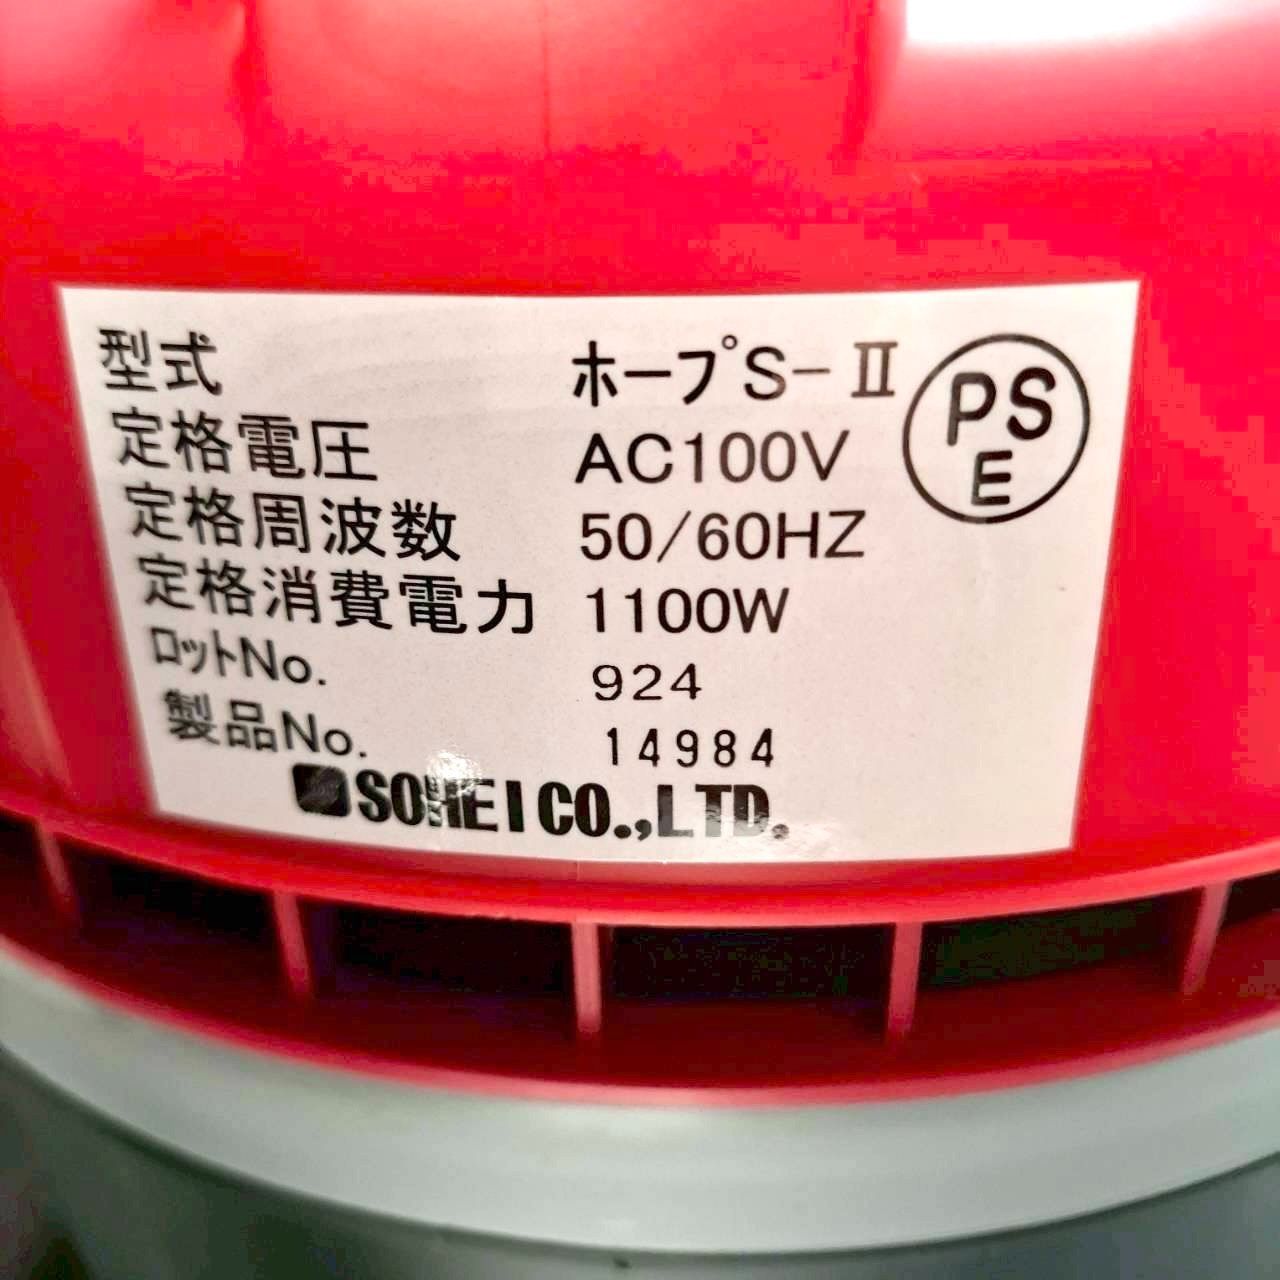 型式 ホープS-Ⅱ
定格電圧 AC100V
定格周波数 50/60HZ
定格消費電力 1100W
ロットNo. 924
製品No. 14984
SOHEI CO.,LTD.
PS
E